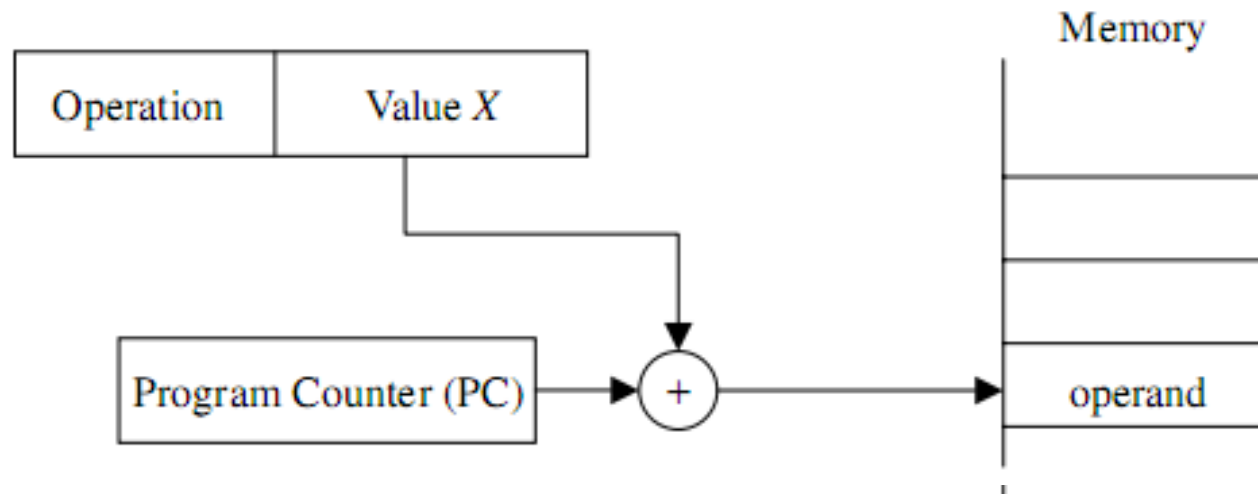 Memory
Operation
Value X
Program Counter (PC)
+
operand